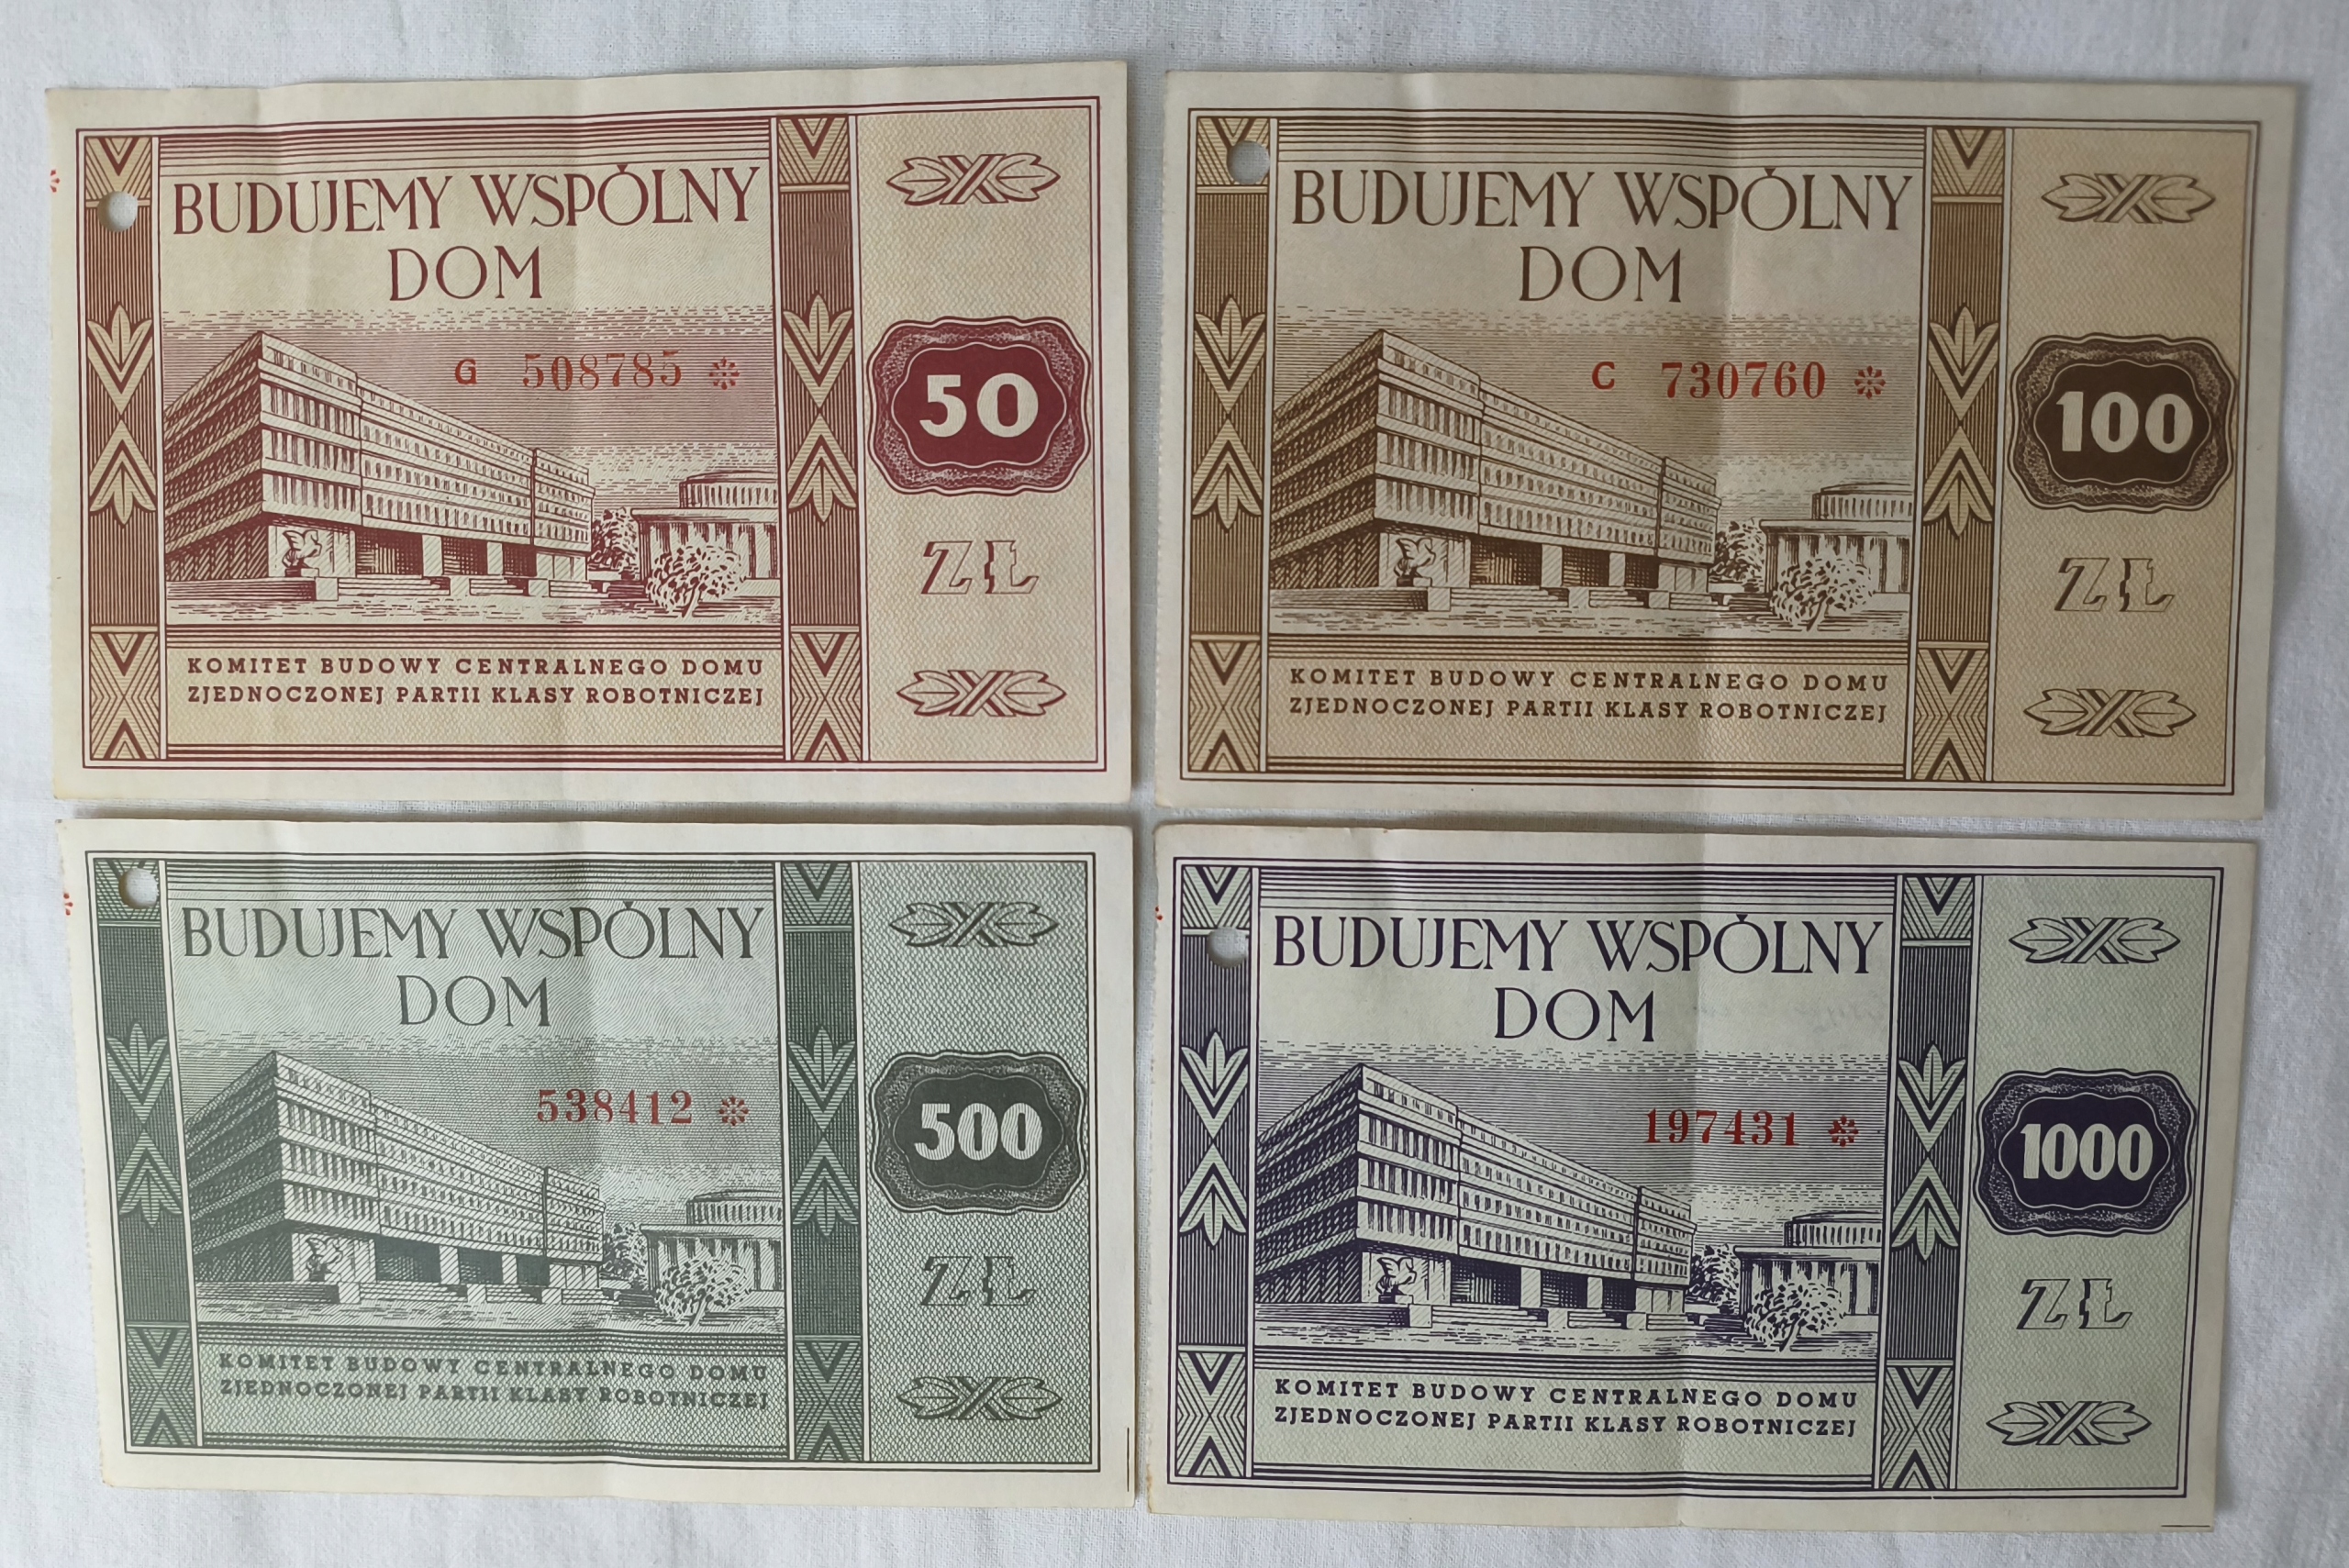 BUDUJEMY WSPÓLNY
DOM
G 508785 *
50
ZŁ
KOMITET BUDOWY CENTRALNEGO DOMU
ZJEDNOCZONEJ PARTII KLASY ROBOTNICZEJ
BUDUJEMY WSPÓLNY
DOM
C 730760 *
100
ZŁ
KOMITET BUDOWY CENTRALNEGO DOMU
ZJEDNOCZONEJ PARTII KLASY ROBOTNICZEJ
BUDUJEMY WSPÓLNY
DOM
538412 *
500
ZŁ
KOMITET BUDOWY CENTRALNEGO DOMU
ZJEDNOCZONEJ PARTII KLASY ROBOTNICZEJ
BUDUJEMY WSPÓLNY
DOM
197431 *
1000
ZŁ
KOMITET BUDOWY CENTRALNEGO DOMU
ZJEDNOCZONEJ PARTII KLASY ROBOTNICZEJ